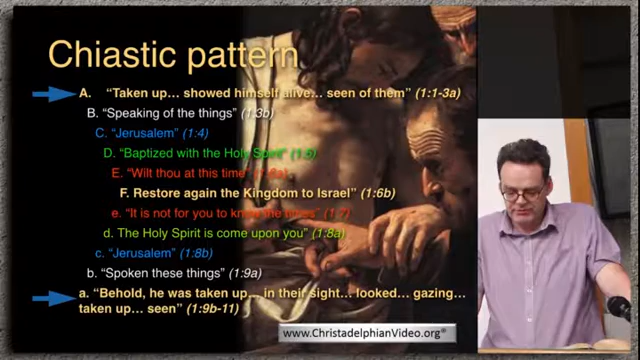 Chiastic pattern
A. “Taken up… showed himself alive… seen of them” (1:1-3a)
B. “Speaking of the things” (1:3b)
C. “Jerusalem” (1:4)
D. “Baptized with the Holy Spirit” (1:5)
E. “Wilt thou at this time” (1:6a)
F. Restore again the Kingdom to Israel” (1:6b)
e. “It is not for you to know the times” (1:7)
d. The Holy Spirit is come upon you” (1:8a)
c. “Jerusalem” (1:8b)
b. “Spoken these things” (1:9a)
a. “Behold, he was taken up… in their sight… looked… gazing…
taken up… seen” (1:9b-11)
www.ChristadelphianVideo.org®